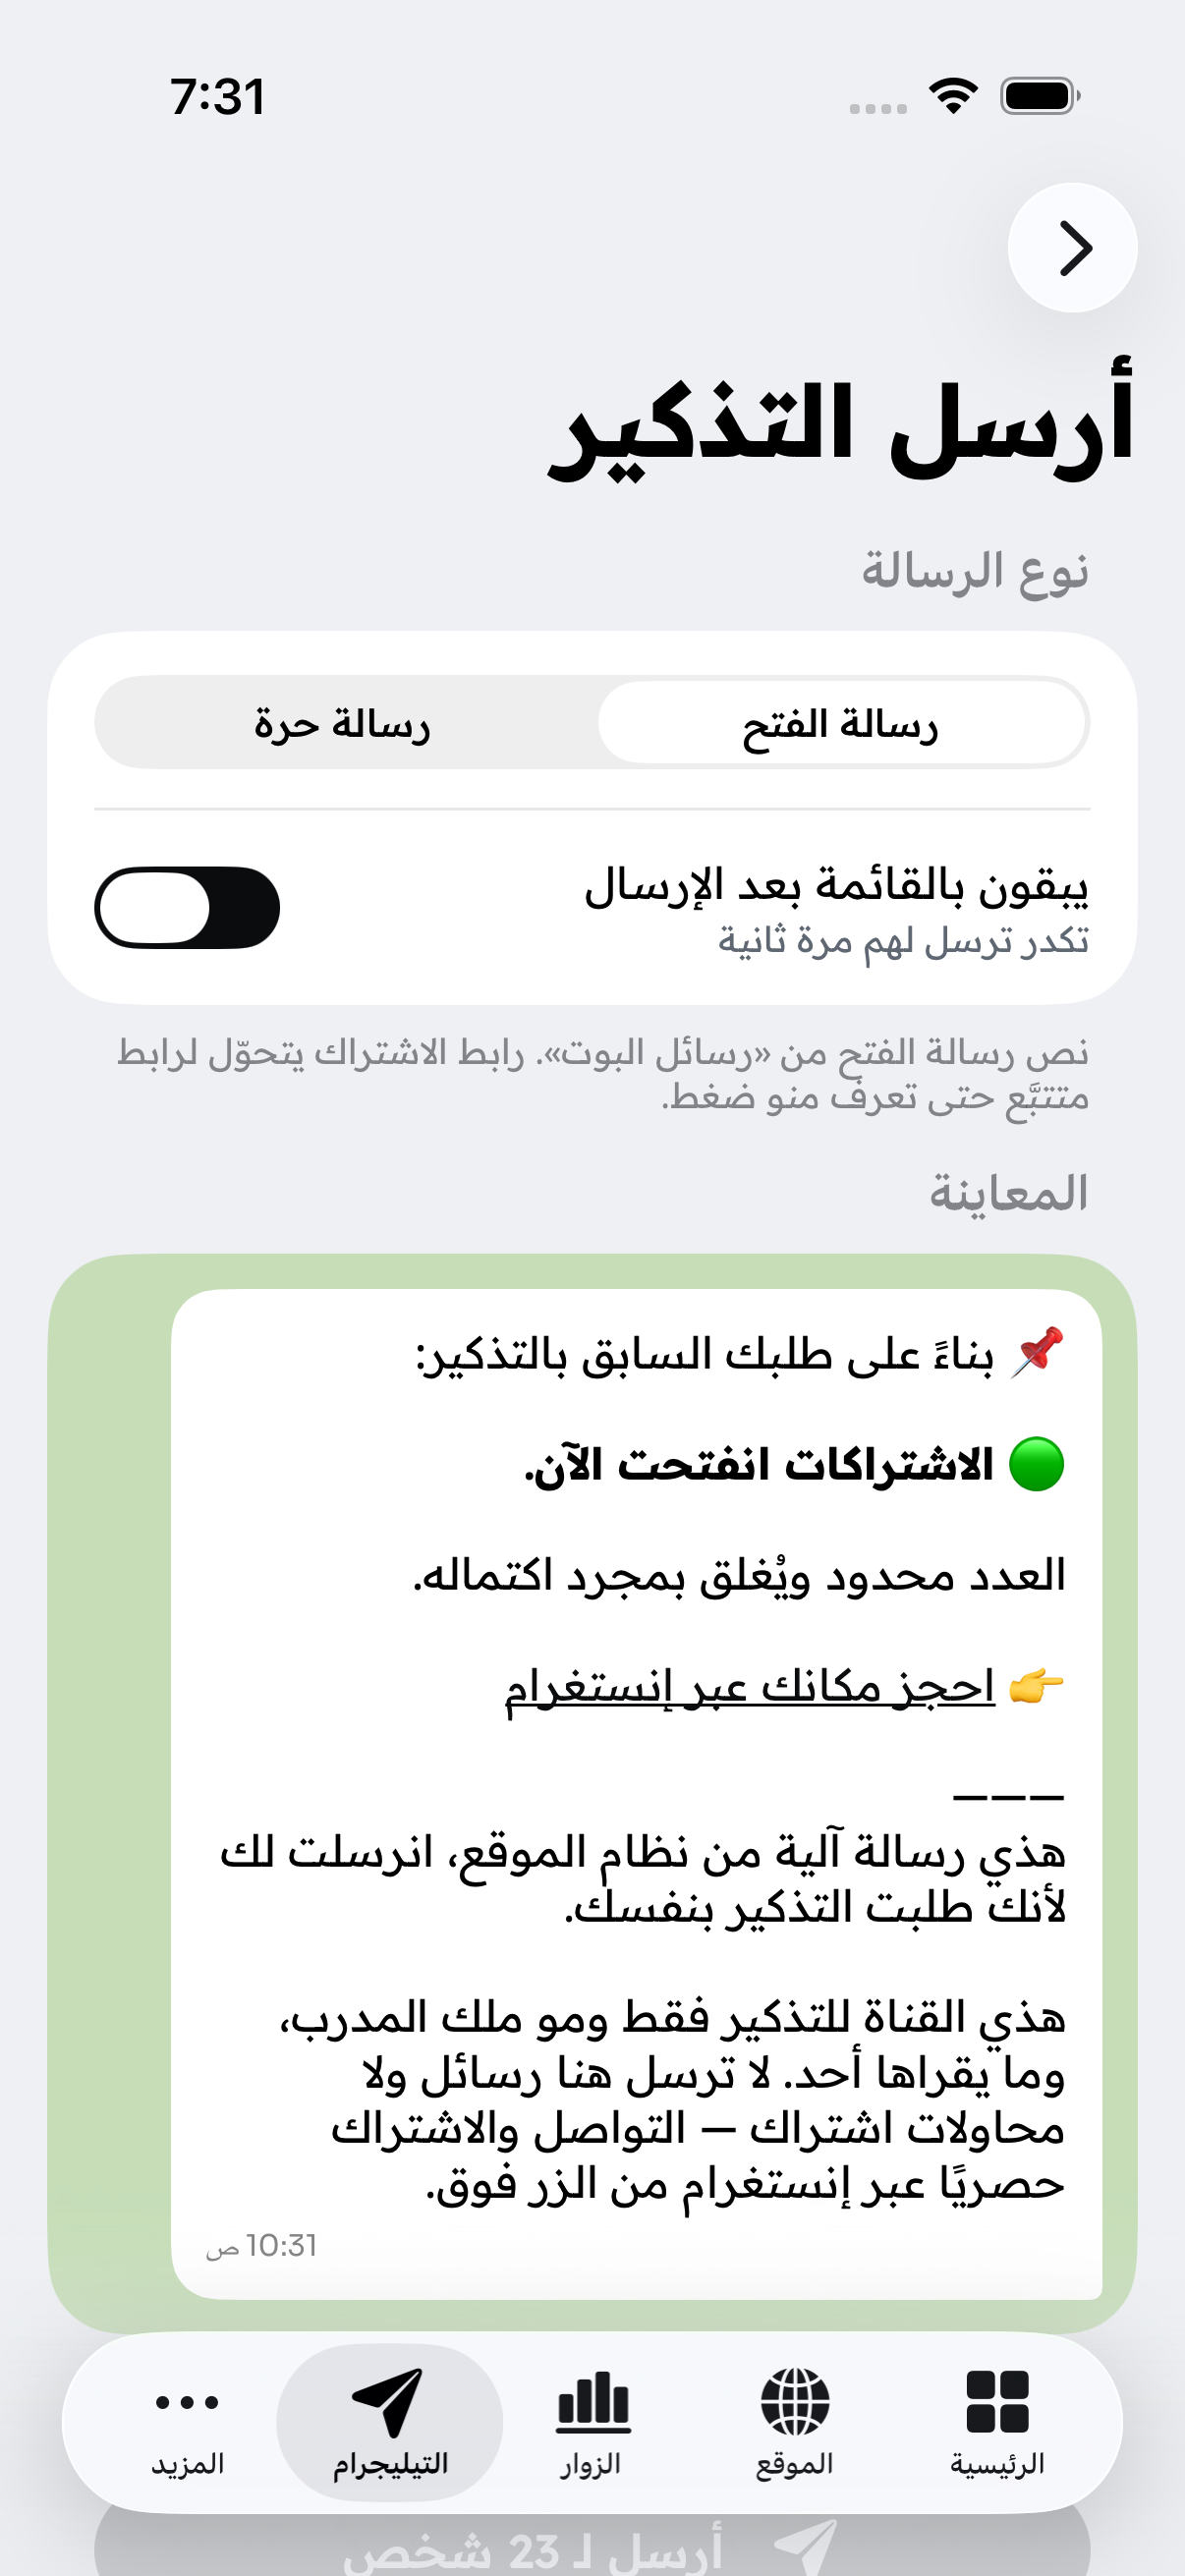 7:31
أرسل التذكير
نوع الرسالة
رسالة الفتح
رسالة حرة
يبقون بالقائمة بعد الإرسال
تكدر ترسل لهم مرة ثانية
نص رسالة الفتح من «رسائل البوت». رابط الاشتراك يتحوّل لرابط
متتبَّع حتى تعرف منو ضغط.
المعاينة
📌 بناءً على طلبك السابق بالتذكير:
🟢 الاشتراكات انفتحت الآن.
العدد محدود ويُغلق بمجرد اكتماله.
👉 احجز مكانك عبر إنستغرام
———
هذي رسالة آلية من نظام الموقع، انرسلت لك
لأنك طلبت التذكير بنفسك.
هذي القناة للتذكير فقط ومو ملك المدرب،
وما يقراها أحد. لا ترسل هنا رسائل ولا
محاولات اشتراك — التواصل والاشتراك
حصريًا عبر إنستغرام من الزر فوق.
10:31 ص
الرئيسية
الموقع
الزوار
التيليجرام
المزيد
أرسل لـ 23 شخص